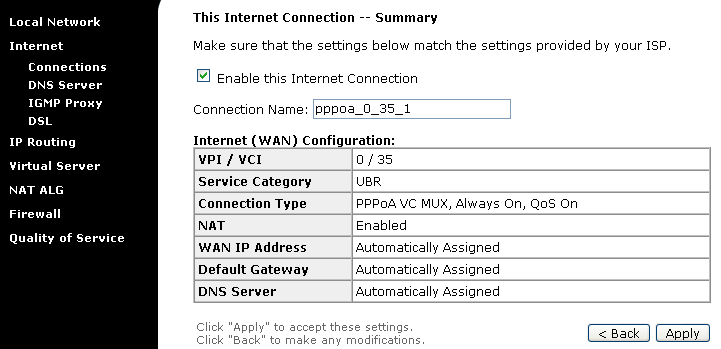 Local Network
Internet
Connections
DNS Server
IGMP Proxy
DSL
IP Routing
Virtual Server
NAT ALG
Firewall
Quality of Service
This Internet Connection -- Summary
Make sure that the settings below match the settings provided by your ISP.
Enable this Internet Connection
Connection Name: pppoa_0_35_1
Internet (WAN) Configuration:
VPI / VCI 0 / 35
Service Category UBR
Connection Type PPPoA VC MUX, Always On, QoS On
NAT Enabled
WAN IP Address Automatically Assigned
Default Gateway Automatically Assigned
DNS Server Automatically Assigned
Click "Apply" to accept these settings.
Click "Back" to make any modifications.
< Back Apply